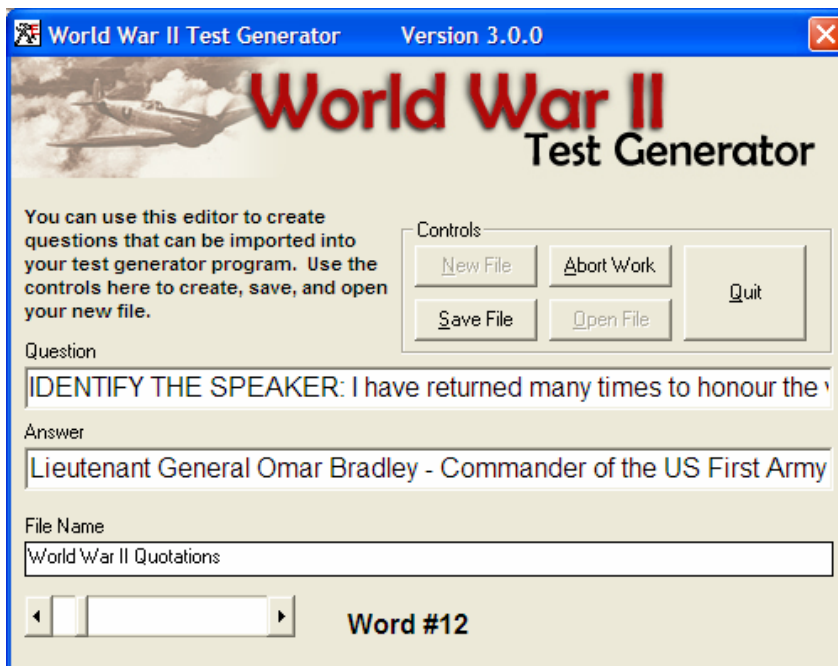 World War II Test Generator Version 3.0.0
World War II
Test Generator
You can use this editor to create
questions that can be imported into
your test generator program. Use the
controls here to create, save, and open
your new file.
Controls
New File
Abort Work
Quit
Save File
Open File
Question
IDENTIFY THE SPEAKER: I have returned many times to honour the
Answer
Lieutenant General Omar Bradley - Commander of the US First Army
File Name
World War II Quotations
Word #12